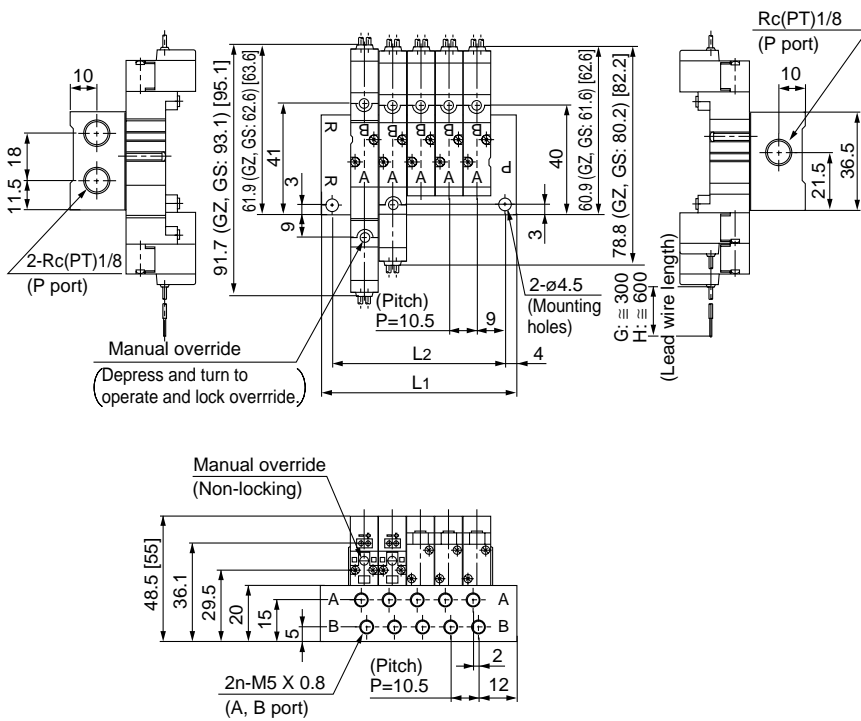 Rc(PT)1/8
(P port)
10
18
11.5
2-Rc(PT)1/8
(P port)
91.7 (GZ, GS: 93.1) [95.1]
61.9 (GZ, GS: 62.6) [63.6]
41
3
9
R
R
B
B
B
B
B
A
A
A
A
A
P
40
3
60.9 (GZ, GS: 61.6) [62.6]
78.8 (GZ, GS: 80.2) [82.2]
10
36.5
21.5
G: ≅ 300
H: ≅ 600
(Lead wire length)
2-ø4.5
(Mounting
holes)
(Pitch)
P=10.5
9
L2
4
L1
Manual override
(Depress and turn to
operate and lock overrride.)
Manual override
(Non-locking)
48.5 [55]
36.1
29.5
20
15
5
A
A
B
B
2
(Pitch)
P=10.5
12
2n-M5 X 0.8
(A, B port)